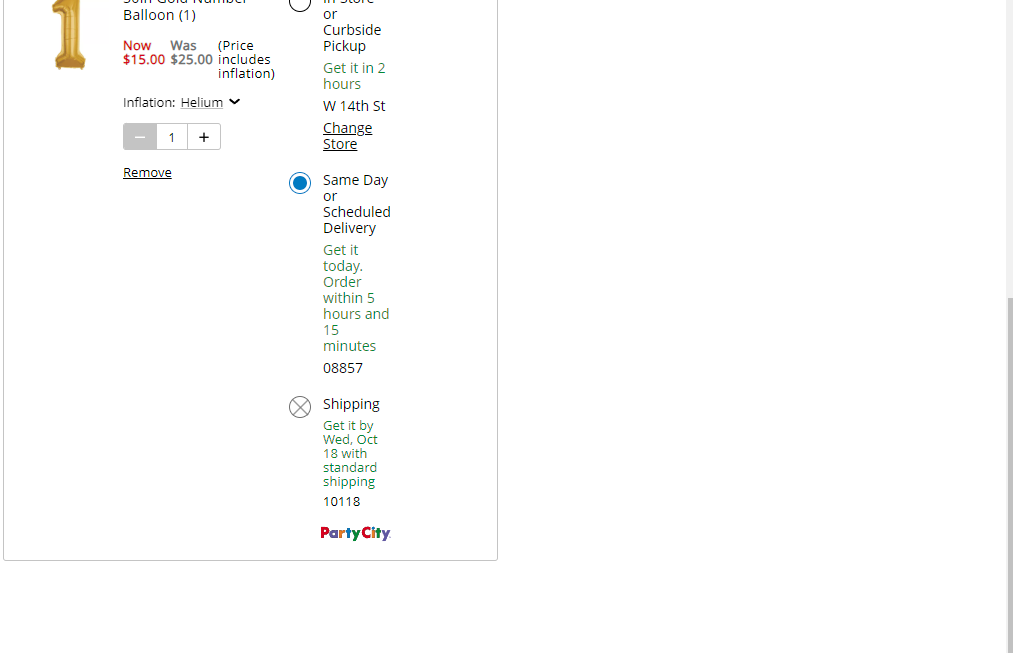 Balloon (1)
Now Was (Price
$15.00 $25.00 includes
inflation)
Inflation: Helium
− 1 +
Remove
In Store
or
Curbside
Pickup
Get it in 2
hours
W 14th St
Change
Store
Same Day
or
Scheduled
Delivery
Get it
today.
Order
within 5
hours and
15
minutes
08857
Shipping
Get it by
Wed, Oct
18 with
standard
shipping
10118
PartyCity